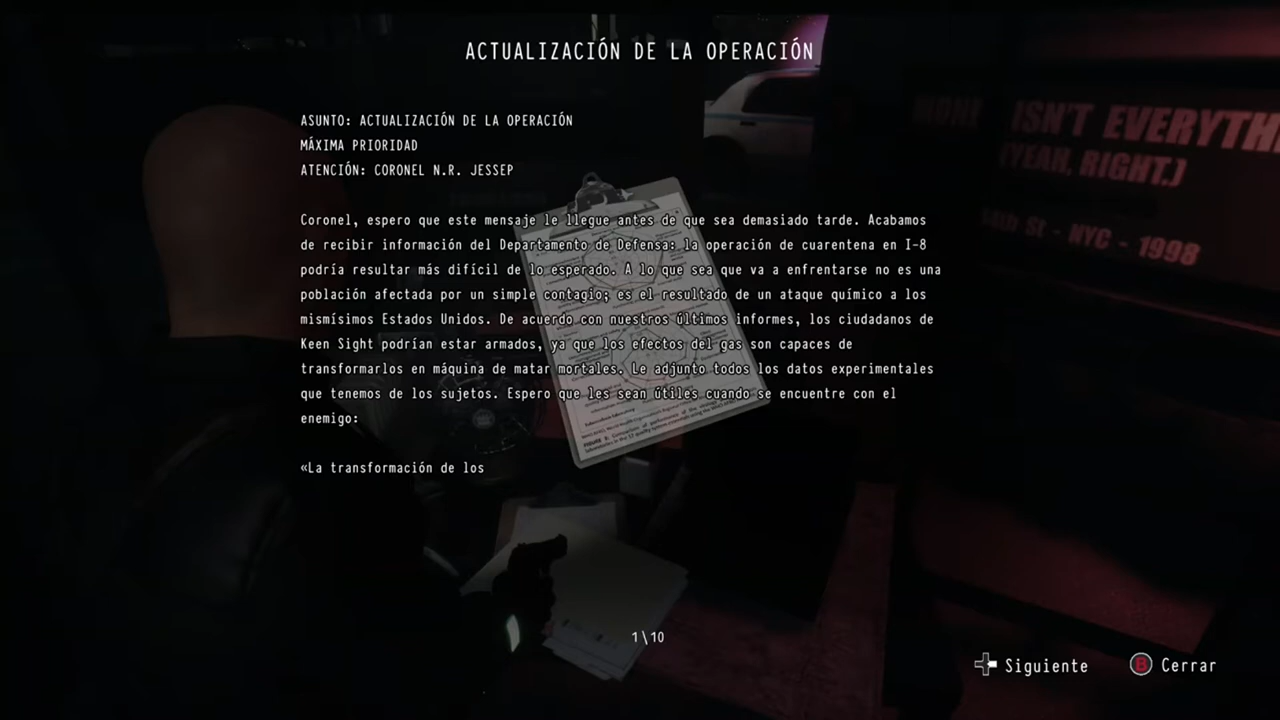 ACTUALIZACIÓN DE LA OPERACIÓN
ASUNTO: ACTUALIZACIÓN DE LA OPERACIÓN
MÁXIMA PRIORIDAD
ATENCIÓN: CORONEL N.R. JESSEP
Coronel, espero que este mensaje le llegue antes de que sea demasiado tarde. Acabamos
de recibir información del Departamento de Defensa: la operación de cuarentena en I-8
podría resultar más difícil de lo esperado. A lo que sea que va a enfrentarse no es una
población afectada por un simple contagio; es el resultado de un ataque químico a los
mismísimos Estados Unidos. De acuerdo con nuestros últimos informes, los ciudadanos de
Keen Sight podrían estar armados, ya que los efectos del gas son capaces de
transformarlos en máquina de matar mortales. Le adjunto todos los datos experimentales
que tenemos de los sujetos. Espero que les sean útiles cuando se encuentre con el
enemigo:
«La transformación de los
1\10
Siguiente
B Cerrar
ISN'T EVERYTH
(YEAH, RIGHT.)
St - NYC - 1998